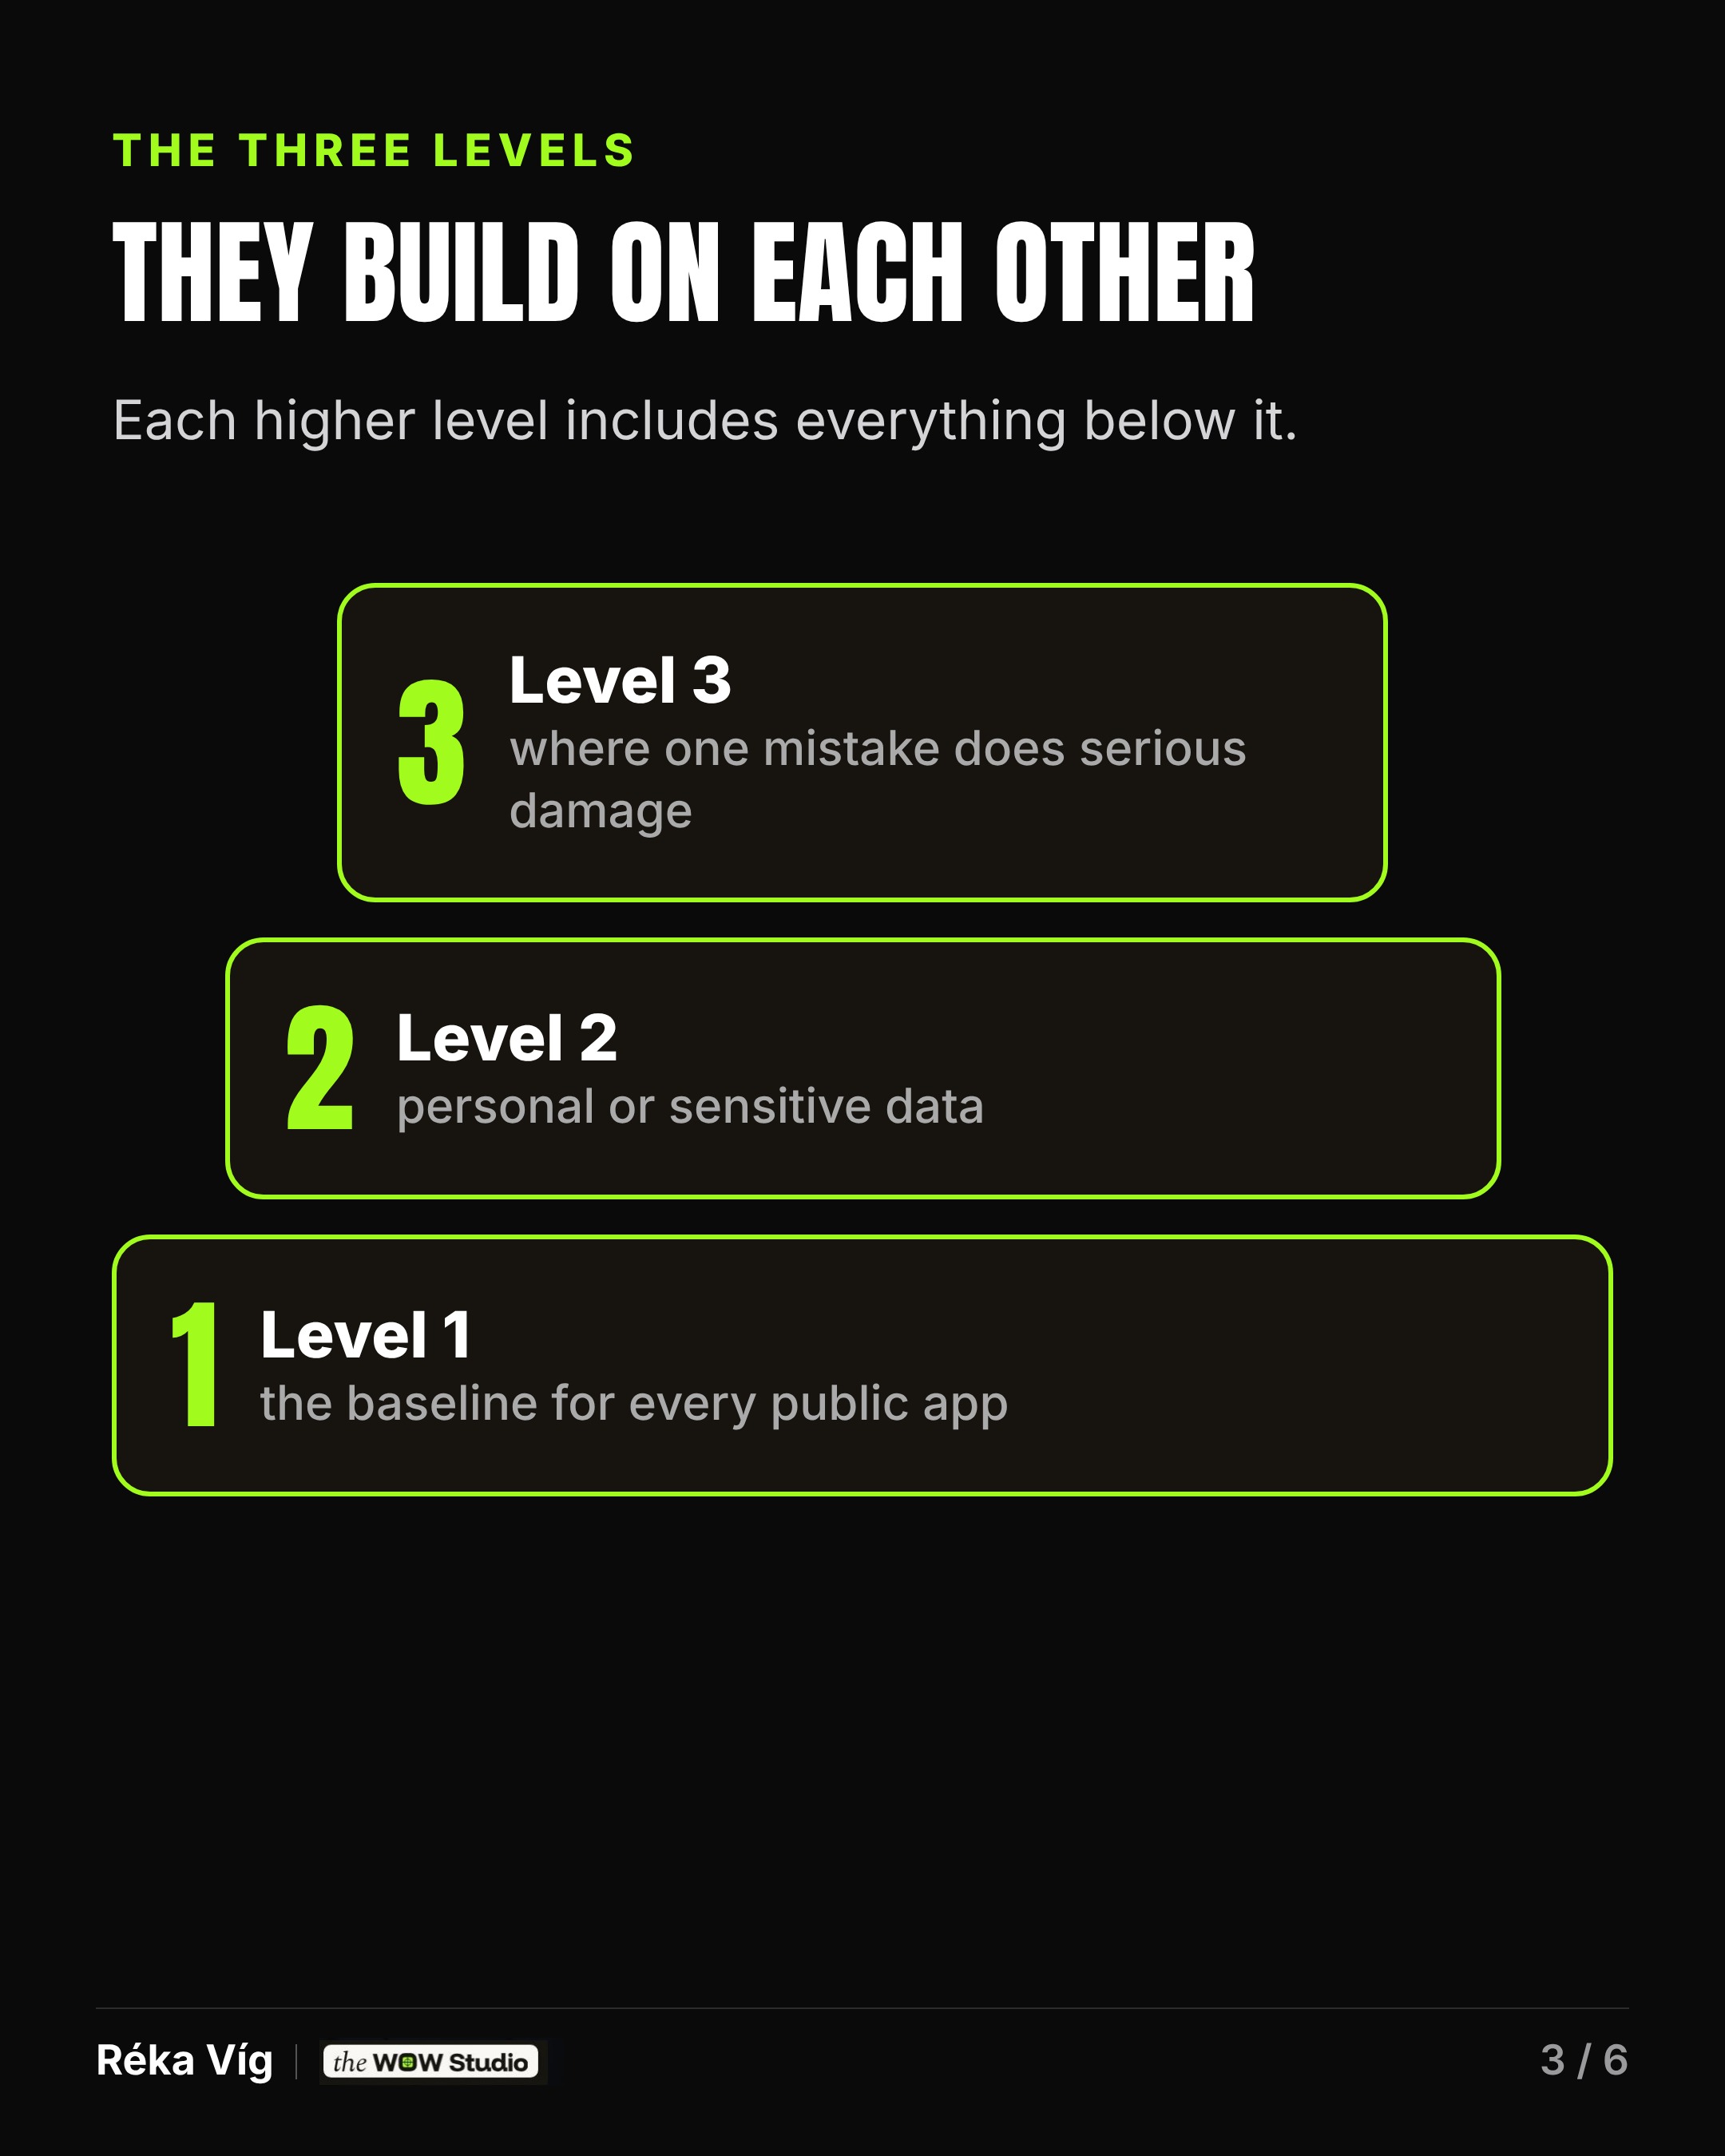 THE THREE LEVELS
THEY BUILD ON EACH OTHER
Each higher level includes everything below it.
3
Level 3
where one mistake does serious
damage
2
Level 2
personal or sensitive data
1
Level 1
the baseline for every public app
Réka Víg | the WOW Studio
3 / 6